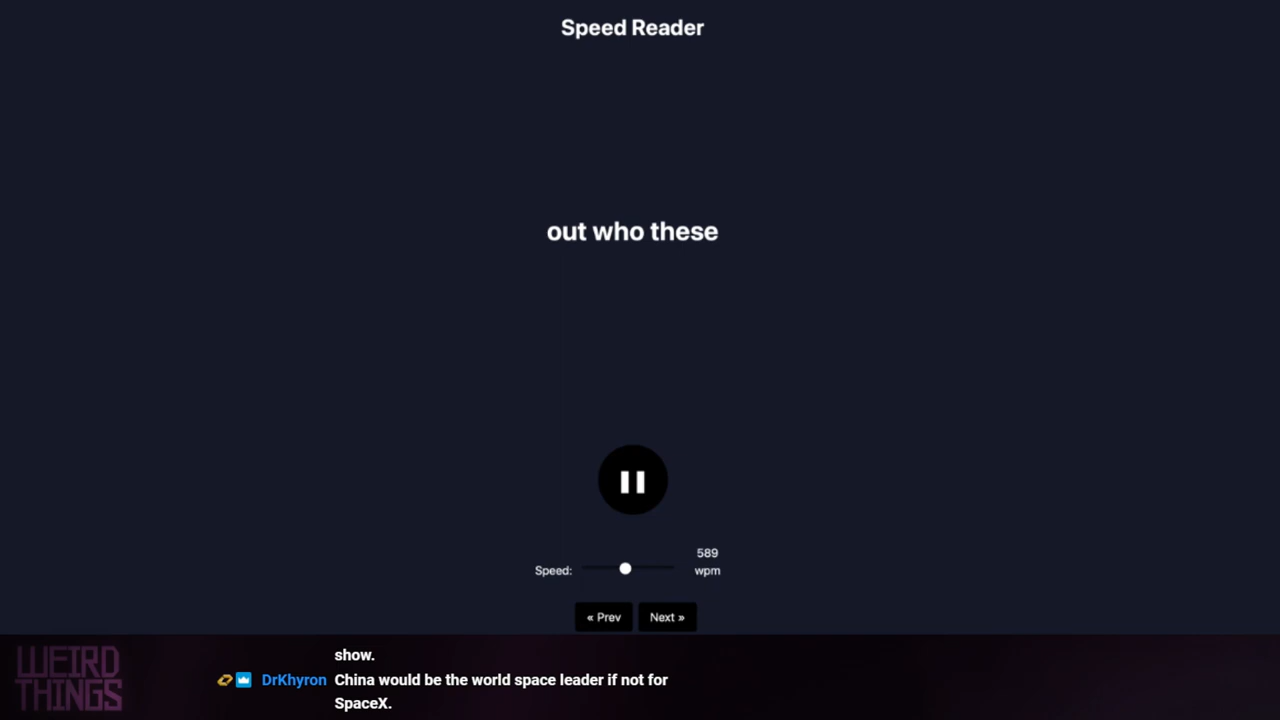 Speed Reader
out who these
589
Speed:
wpm
« Prev
Next »
WEIRD
THINGS
show.
DrKhyron China would be the world space leader if not for
SpaceX.